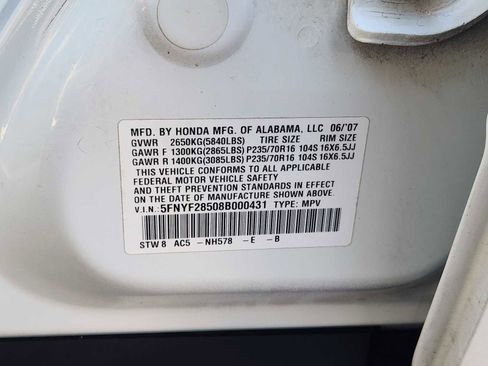 MFD. BY HONDA MFG. OF ALABAMA, LLC 06/'07
GVWR 2650KG(5840LBS) TIRE SIZE RIM SIZE
GAWR F 1300KG(2865LBS) P235/70R16 104S 16X6.5JJ
GAWR R 1400KG(3085LBS) P235/70R16 104S 16X6.5JJ
THIS VEHICLE CONFORMS TO ALL APPLICABLE
FEDERAL MOTOR VEHICLE SAFETY
AND THEFT PREVENTION STANDARDS IN EFFECT
ON THE DATE OF MANUFACTURE SHOWN ABOVE.
V.I.N.: 5FNYF28508B000431 TYPE: MPV
STW 8 AC5 -NH578 -E -B